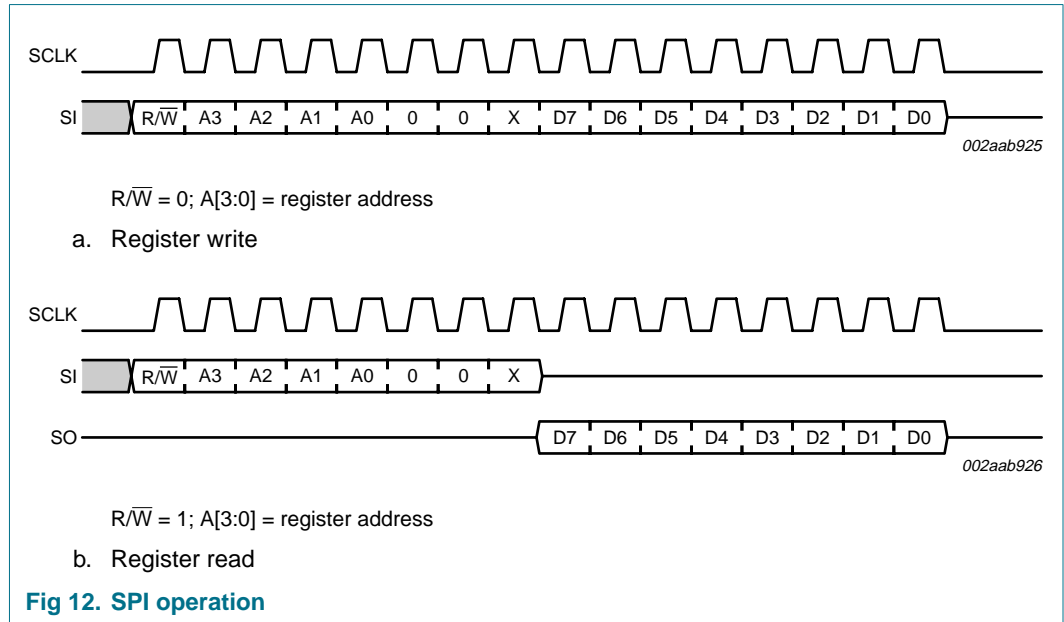 SCLK
SI R/W̅ A3 A2 A1 A0 0 0 X D7 D6 D5 D4 D3 D2 D1 D0
002aab925
R/W̅ = 0; A[3:0] = register address
a. Register write
SCLK
SI R/W̅ A3 A2 A1 A0 0 0 X
SO D7 D6 D5 D4 D3 D2 D1 D0
002aab926
R/W̅ = 1; A[3:0] = register address
b. Register read
Fig 12. SPI operation